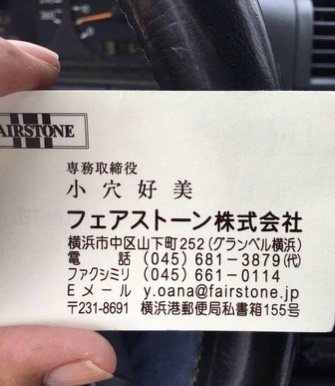 FAIRSTONE
専務取締役
小穴好美
フェアストーン株式会社
横浜市中区山下町252(グランベル横浜)
電　話 (045) 681-3879(代)
ファクシミリ (045) 661-0114
Eメール y.oana@fairstone.jp
〒231-8691 横浜港郵便局私書箱155号